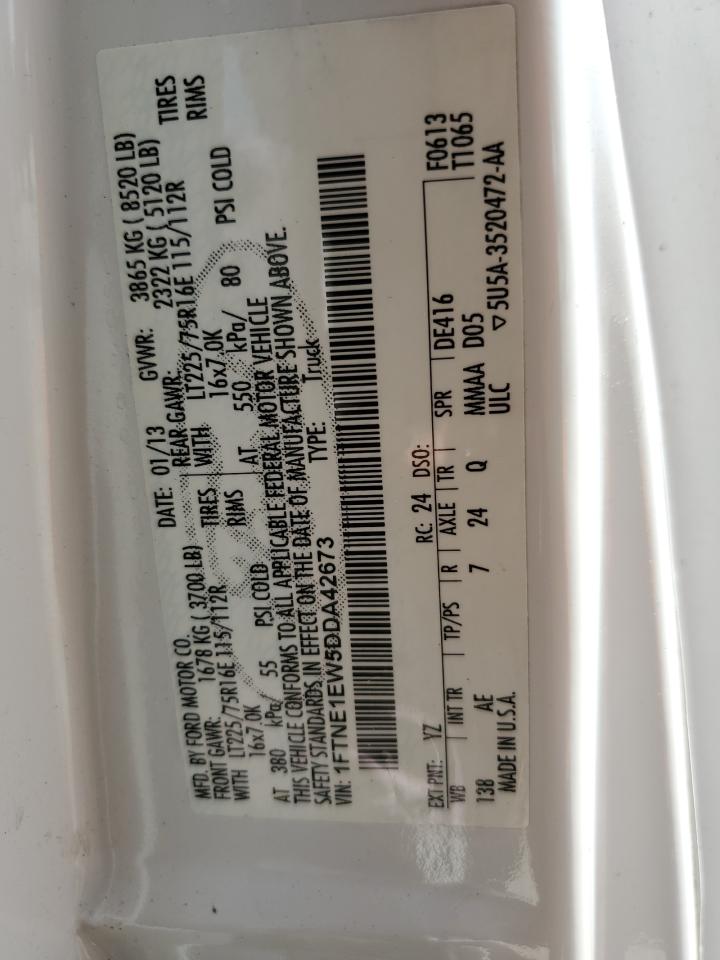 MFD. BY FORD MOTOR CO. DATE: 01/13 GVWR: 3865 KG ( 8520 LB)
FRONT GAWR: 1678 KG ( 3700 LB) REAR GAWR: 2322 KG ( 5120 LB)
WITH LT225/75R16E 115/112R TIRES WITH LT225/75R16E 115/112R TIRES
16x7.0K RIMS 16x7.0K RIMS
AT 380 kPa/ 55 PSI COLD AT 550 kPa/ 80 PSI COLD
THIS VEHICLE CONFORMS TO ALL APPLICABLE FEDERAL MOTOR VEHICLE
SAFETY STANDARDS IN EFFECT ON THE DATE OF MANUFACTURE SHOWN ABOVE.
VIN: 1FTNE1EW5DDA42673 TYPE: Truck
EXT PNT: YZ RC: 24 DSO: F0613
WB INT TR TP/PS R AXLE TR SPR DE416 T1065
138 AE 7 24 Q MMAA D05
MADE IN U.S.A. ULC ▽ 5U5A-3520472-AA